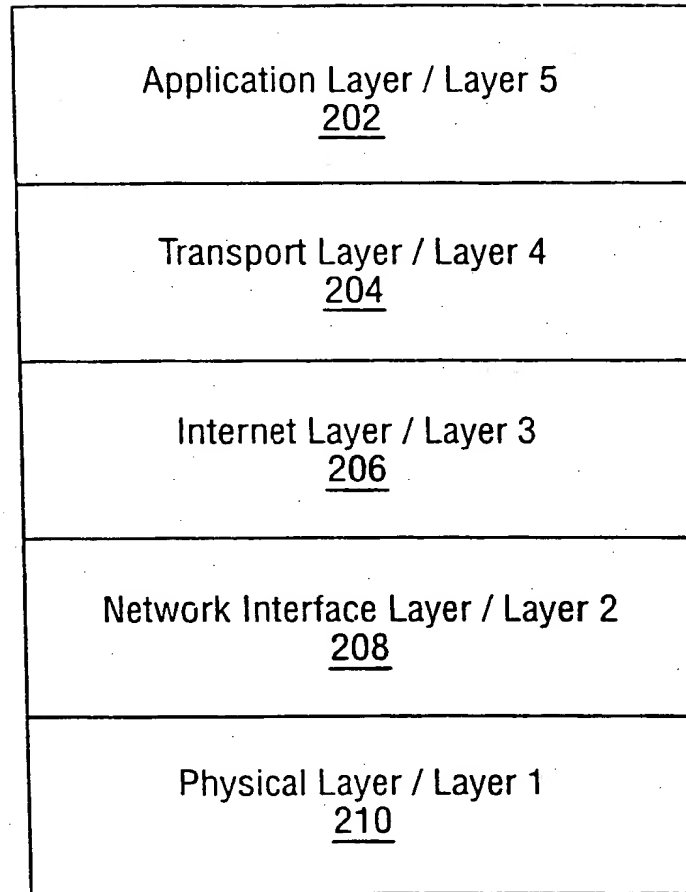 Application Layer / Layer 5
202
Transport Layer / Layer 4
204
Internet Layer / Layer 3
206
Network Interface Layer / Layer 2
208
Physical Layer / Layer 1
210